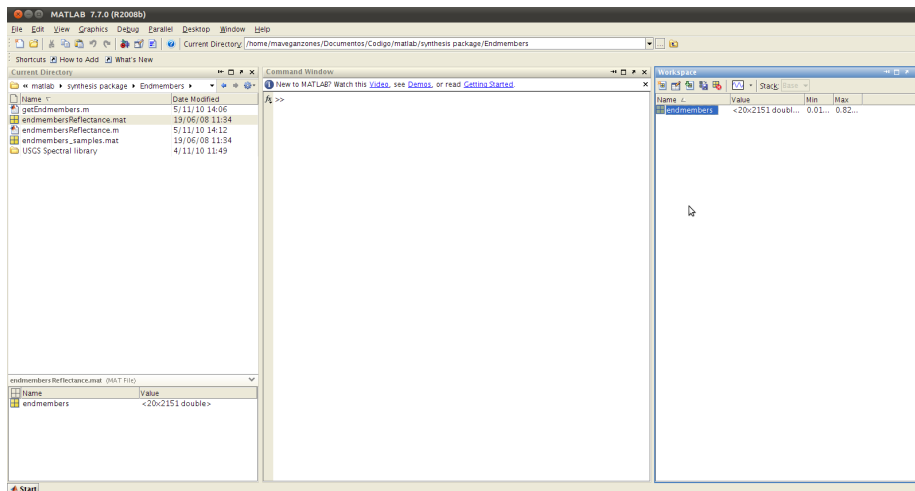 MATLAB 7.7.0 (R2008b)
File Edit View Graphics Debug Parallel Desktop Window Help
Current Directory: /home/maveganzones/Documentos/Codigo/matlab/synthesis package/Endmembers
Shortcuts How to Add What's New
Current Directory
« matlab synthesis package Endmembers
Name Date Modified
getEndmembers.m 5/11/10 14:06
endmembersReflectance.mat 19/06/08 11:34
endmembersReflectance.m 5/11/10 14:12
endmembers_samples.mat 19/06/08 11:34
USGS Spectral library 4/11/10 11:49
endmembersReflectance.mat (MAT File)
Name Value
endmembers <20x2151 double>
Command Window
New to MATLAB? Watch this Video, see Demos, or read Getting Started.
fx >>
Workspace
Stack: Base
Name Value Min Max
endmembers <20x2151 doubl... 0.01... 0.82...
Start